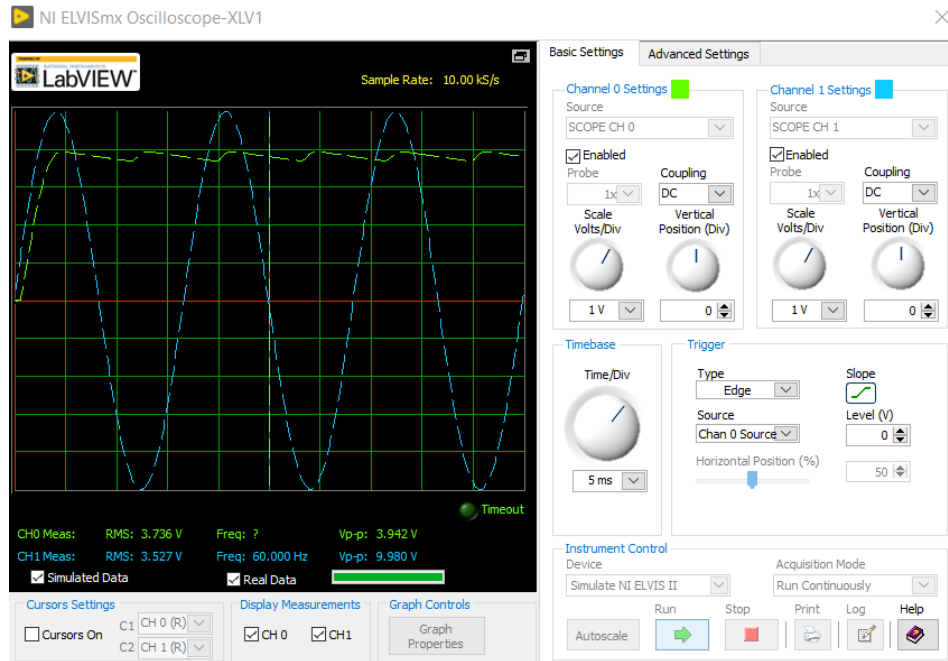 NI ELVISmx Oscilloscope-XLV1
POWERED BY
NATIONAL INSTRUMENTS
LabVIEW
Sample Rate: 10.00 kS/s
Timeout
CH0 Meas: RMS: 3.736 V Freq: ? Vp-p: 3.942 V
CH1 Meas: RMS: 3.527 V Freq: 60.000 Hz Vp-p: 9.980 V
Simulated Data Real Data
Cursors Settings
Cursors On
C1 CH 0 (R)
C2 CH 1 (R)
Display Measurements
CH 0 CH1
Graph Controls
Graph
Properties
Basic Settings Advanced Settings
Channel 0 Settings
Source
SCOPE CH 0
Enabled
Probe Coupling
1x DC
Scale Vertical
Volts/Div Position (Div)
1 V 0
Channel 1 Settings
Source
SCOPE CH 1
Enabled
Probe Coupling
1x DC
Scale Vertical
Volts/Div Position (Div)
1 V 0
Timebase
Time/Div
5 ms
Trigger
Type Slope
Edge
Source Level (V)
Chan 0 Source 0
Horizontal Position (%)
50
Instrument Control
Device Acquisition Mode
Simulate NI ELVIS II Run Continuously
Run Stop Print Log Help
Autoscale